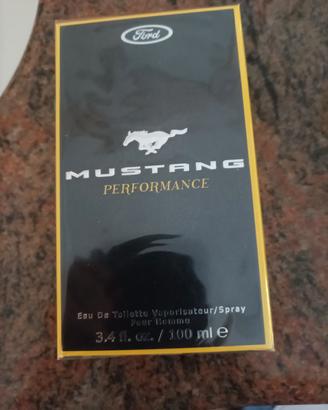 Ford
MUSTANG
PERFORMANCE
Eau De Toilette Vaporisateur/Spray
Pour Homme
3.4 fl. oz. / 100 ml e